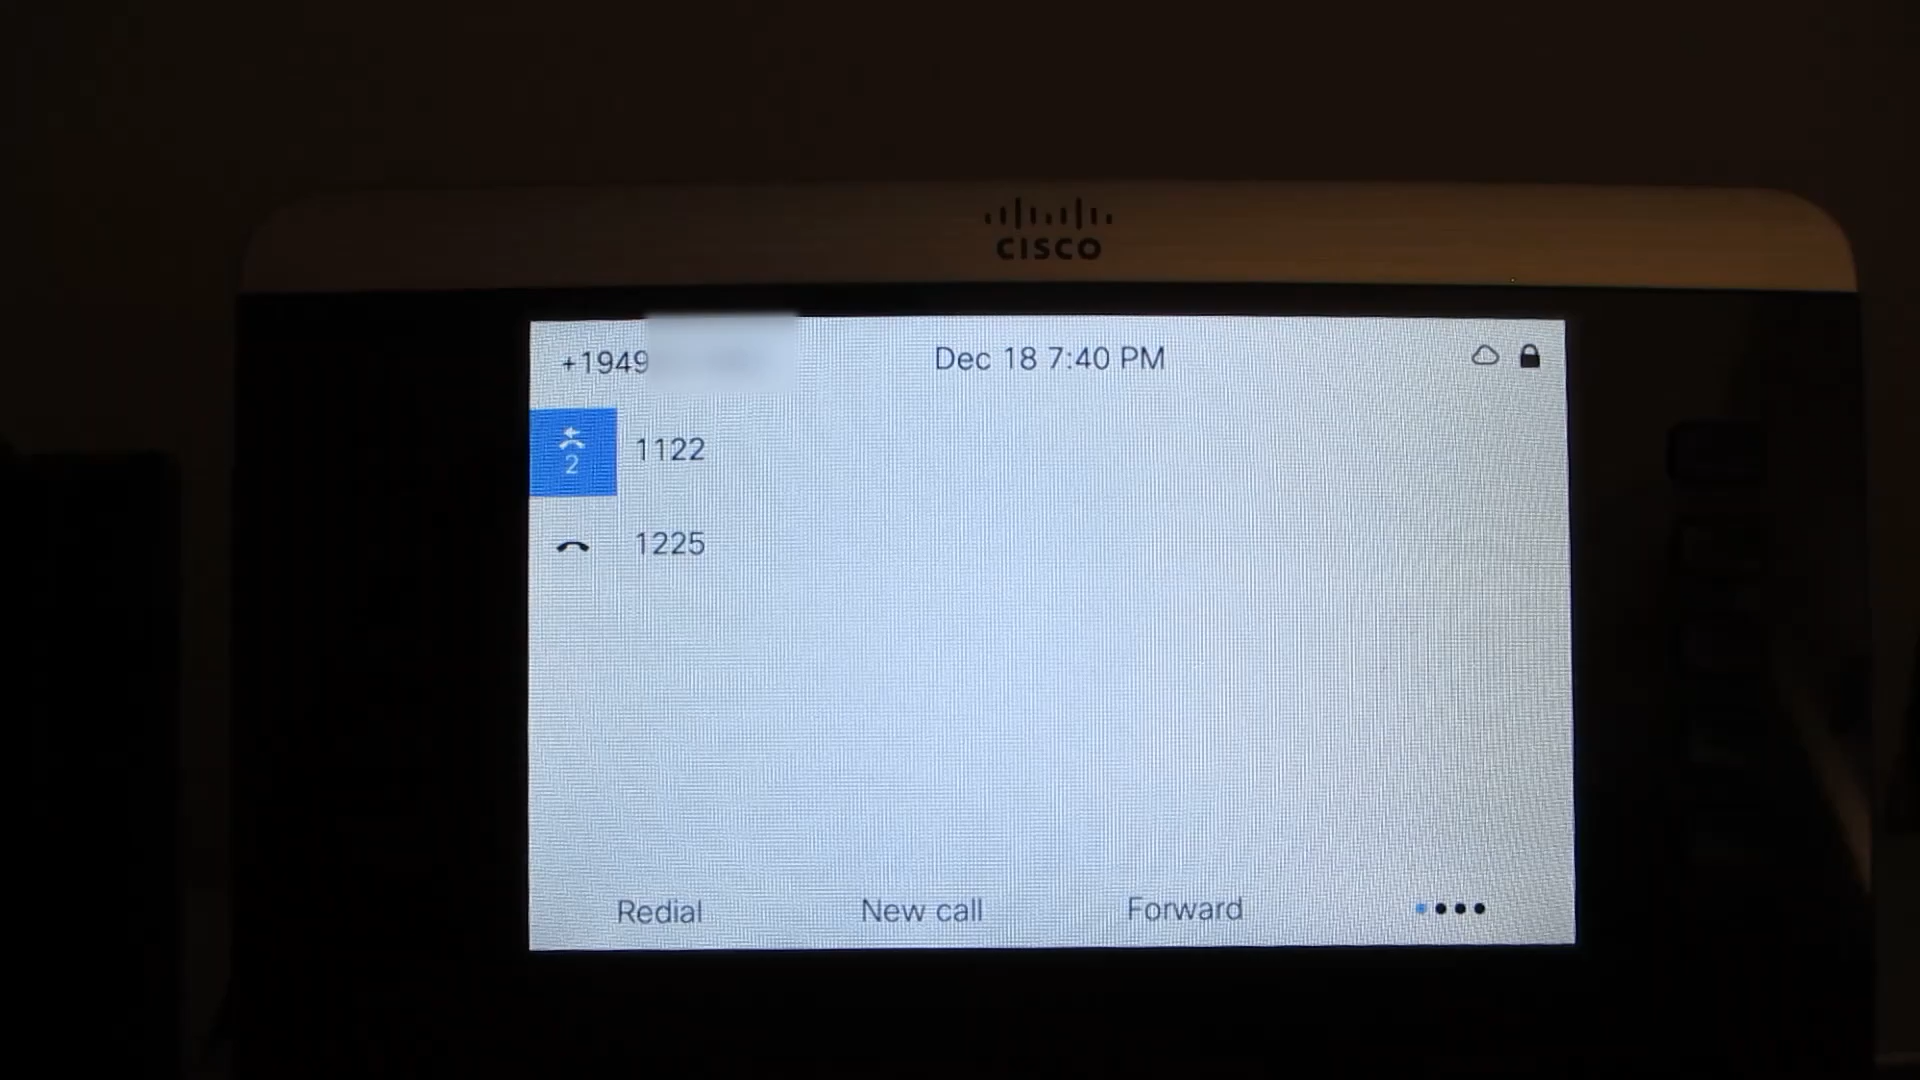 CISCO
+1949 Dec 18 7:40 PM
2 1122
1225
Redial New call Forward